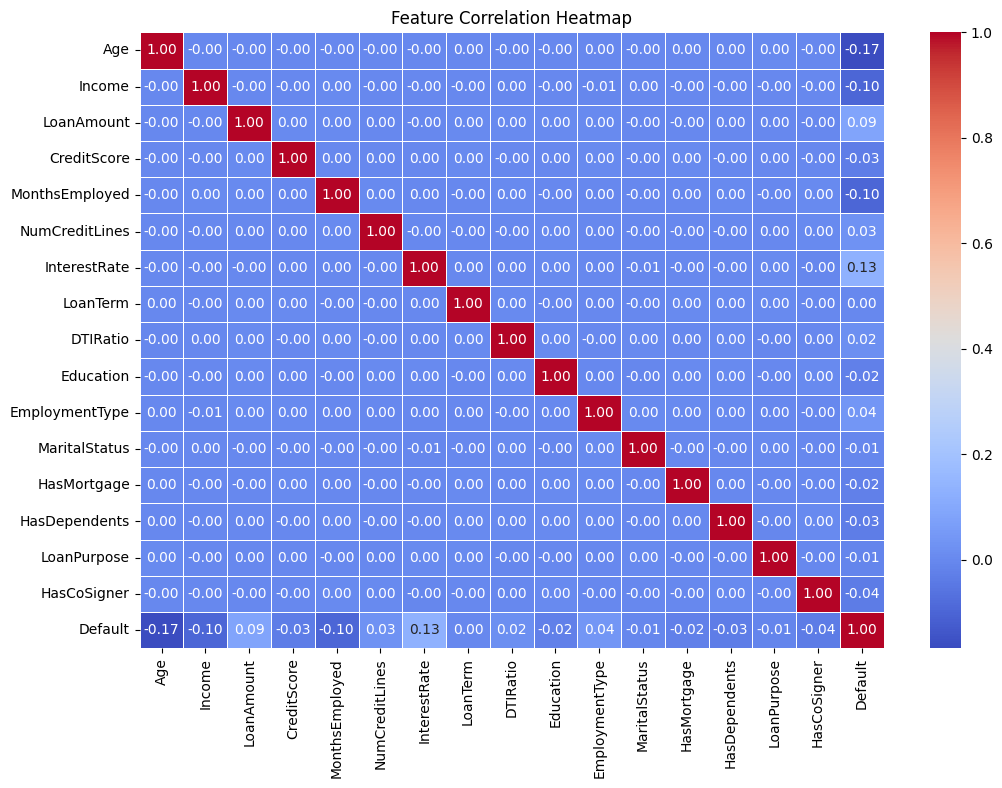 Feature Correlation Heatmap
Age 1.00 -0.00 -0.00 -0.00 -0.00 -0.00 -0.00 0.00 -0.00 -0.00 0.00 -0.00 -0.00 0.00 0.00 -0.00 -0.17
Income -0.00 1.00 -0.00 -0.00 0.00 -0.00 -0.00 -0.00 0.00 0.00 -0.01 0.00 -0.00 0.00 -0.00 -0.00 -0.10
LoanAmount -0.00 -0.00 1.00 0.00 0.00 0.00 -0.00 0.00 0.00 -0.00 0.00 -0.00 -0.00 -0.00 0.00 -0.00 0.09
CreditScore -0.00 -0.00 0.00 1.00 0.00 0.00 0.00 0.00 -0.00 -0.00 0.00 -0.00 0.00 -0.00 0.00 -0.00 -0.03
MonthsEmployed -0.00 0.00 0.00 0.00 1.00 0.00 0.00 -0.00 0.00 -0.00 0.00 0.00 -0.00 0.00 -0.00 0.00 -0.10
NumCreditLines -0.00 -0.00 0.00 0.00 0.00 1.00 -0.00 -0.00 -0.00 0.00 0.00 -0.00 -0.00 -0.00 0.00 0.00 0.03
InterestRate -0.00 -0.00 -0.00 0.00 0.00 -0.00 1.00 0.00 0.00 0.00 0.00 -0.01 -0.00 -0.00 0.00 -0.00 0.13
LoanTerm 0.00 -0.00 0.00 0.00 -0.00 -0.00 0.00 1.00 0.00 -0.00 0.00 -0.00 -0.00 0.00 0.00 -0.00 0.00
DTIRatio -0.00 0.00 0.00 -0.00 0.00 -0.00 0.00 0.00 1.00 0.00 -0.00 0.00 0.00 0.00 -0.00 -0.00 0.02
Education -0.00 0.00 -0.00 -0.00 -0.00 0.00 0.00 -0.00 0.00 1.00 0.00 -0.00 0.00 0.00 -0.00 0.00 -0.02
EmploymentType 0.00 -0.01 0.00 0.00 0.00 0.00 0.00 0.00 -0.00 0.00 1.00 0.00 0.00 0.00 -0.00 0.00 0.04
MaritalStatus -0.00 0.00 -0.00 -0.00 0.00 -0.00 -0.01 -0.00 0.00 -0.00 0.00 1.00 -0.00 -0.00 0.00 0.00 -0.01
HasMortgage -0.00 -0.00 -0.00 0.00 -0.00 -0.00 -0.00 -0.00 0.00 0.00 0.00 -0.00 1.00 0.00 -0.00 0.00 -0.02
HasDependents 0.00 0.00 -0.00 -0.00 0.00 -0.00 -0.00 0.00 0.00 0.00 0.00 -0.00 0.00 1.00 -0.00 0.00 -0.03
LoanPurpose 0.00 -0.00 0.00 0.00 -0.00 0.00 0.00 0.00 -0.00 -0.00 -0.00 0.00 -0.00 -0.00 1.00 -0.00 -0.01
HasCoSigner -0.00 -0.00 -0.00 -0.00 0.00 0.00 -0.00 -0.00 -0.00 0.00 0.00 0.00 0.00 0.00 -0.00 1.00 -0.04
Default -0.17 -0.10 0.09 -0.03 -0.10 0.03 0.13 0.00 0.02 -0.02 0.04 -0.01 -0.02 -0.03 -0.01 -0.04 1.00
Age Income LoanAmount CreditScore MonthsEmployed NumCreditLines InterestRate LoanTerm DTIRatio Education EmploymentType MaritalStatus HasMortgage HasDependents LoanPurpose HasCoSigner Default
1.0
0.8
0.6
0.4
0.2
0.0